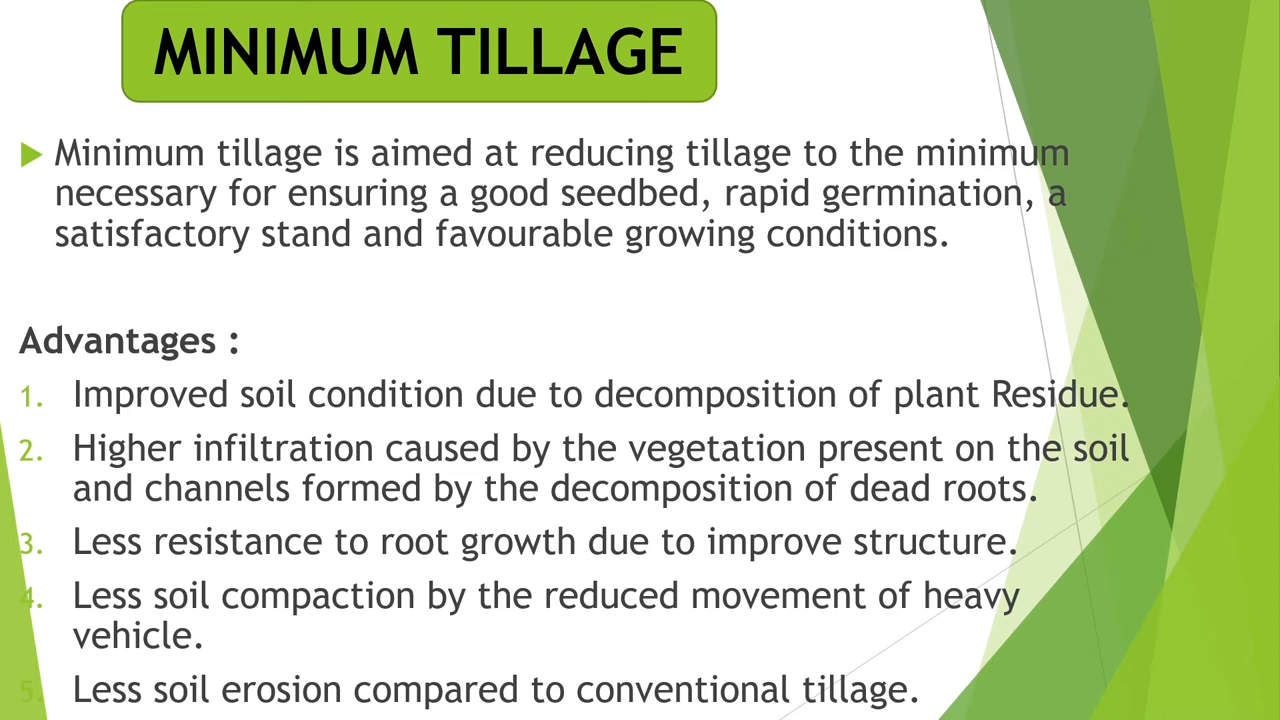 MINIMUM TILLAGE
Minimum tillage is aimed at reducing tillage to the minimum
necessary for ensuring a good seedbed, rapid germination, a
satisfactory stand and favourable growing conditions.
Advantages :
1. Improved soil condition due to decomposition of plant Residue.
2. Higher infiltration caused by the vegetation present on the soil
and channels formed by the decomposition of dead roots.
3. Less resistance to root growth due to improve structure.
4. Less soil compaction by the reduced movement of heavy
vehicle.
5. Less soil erosion compared to conventional tillage.